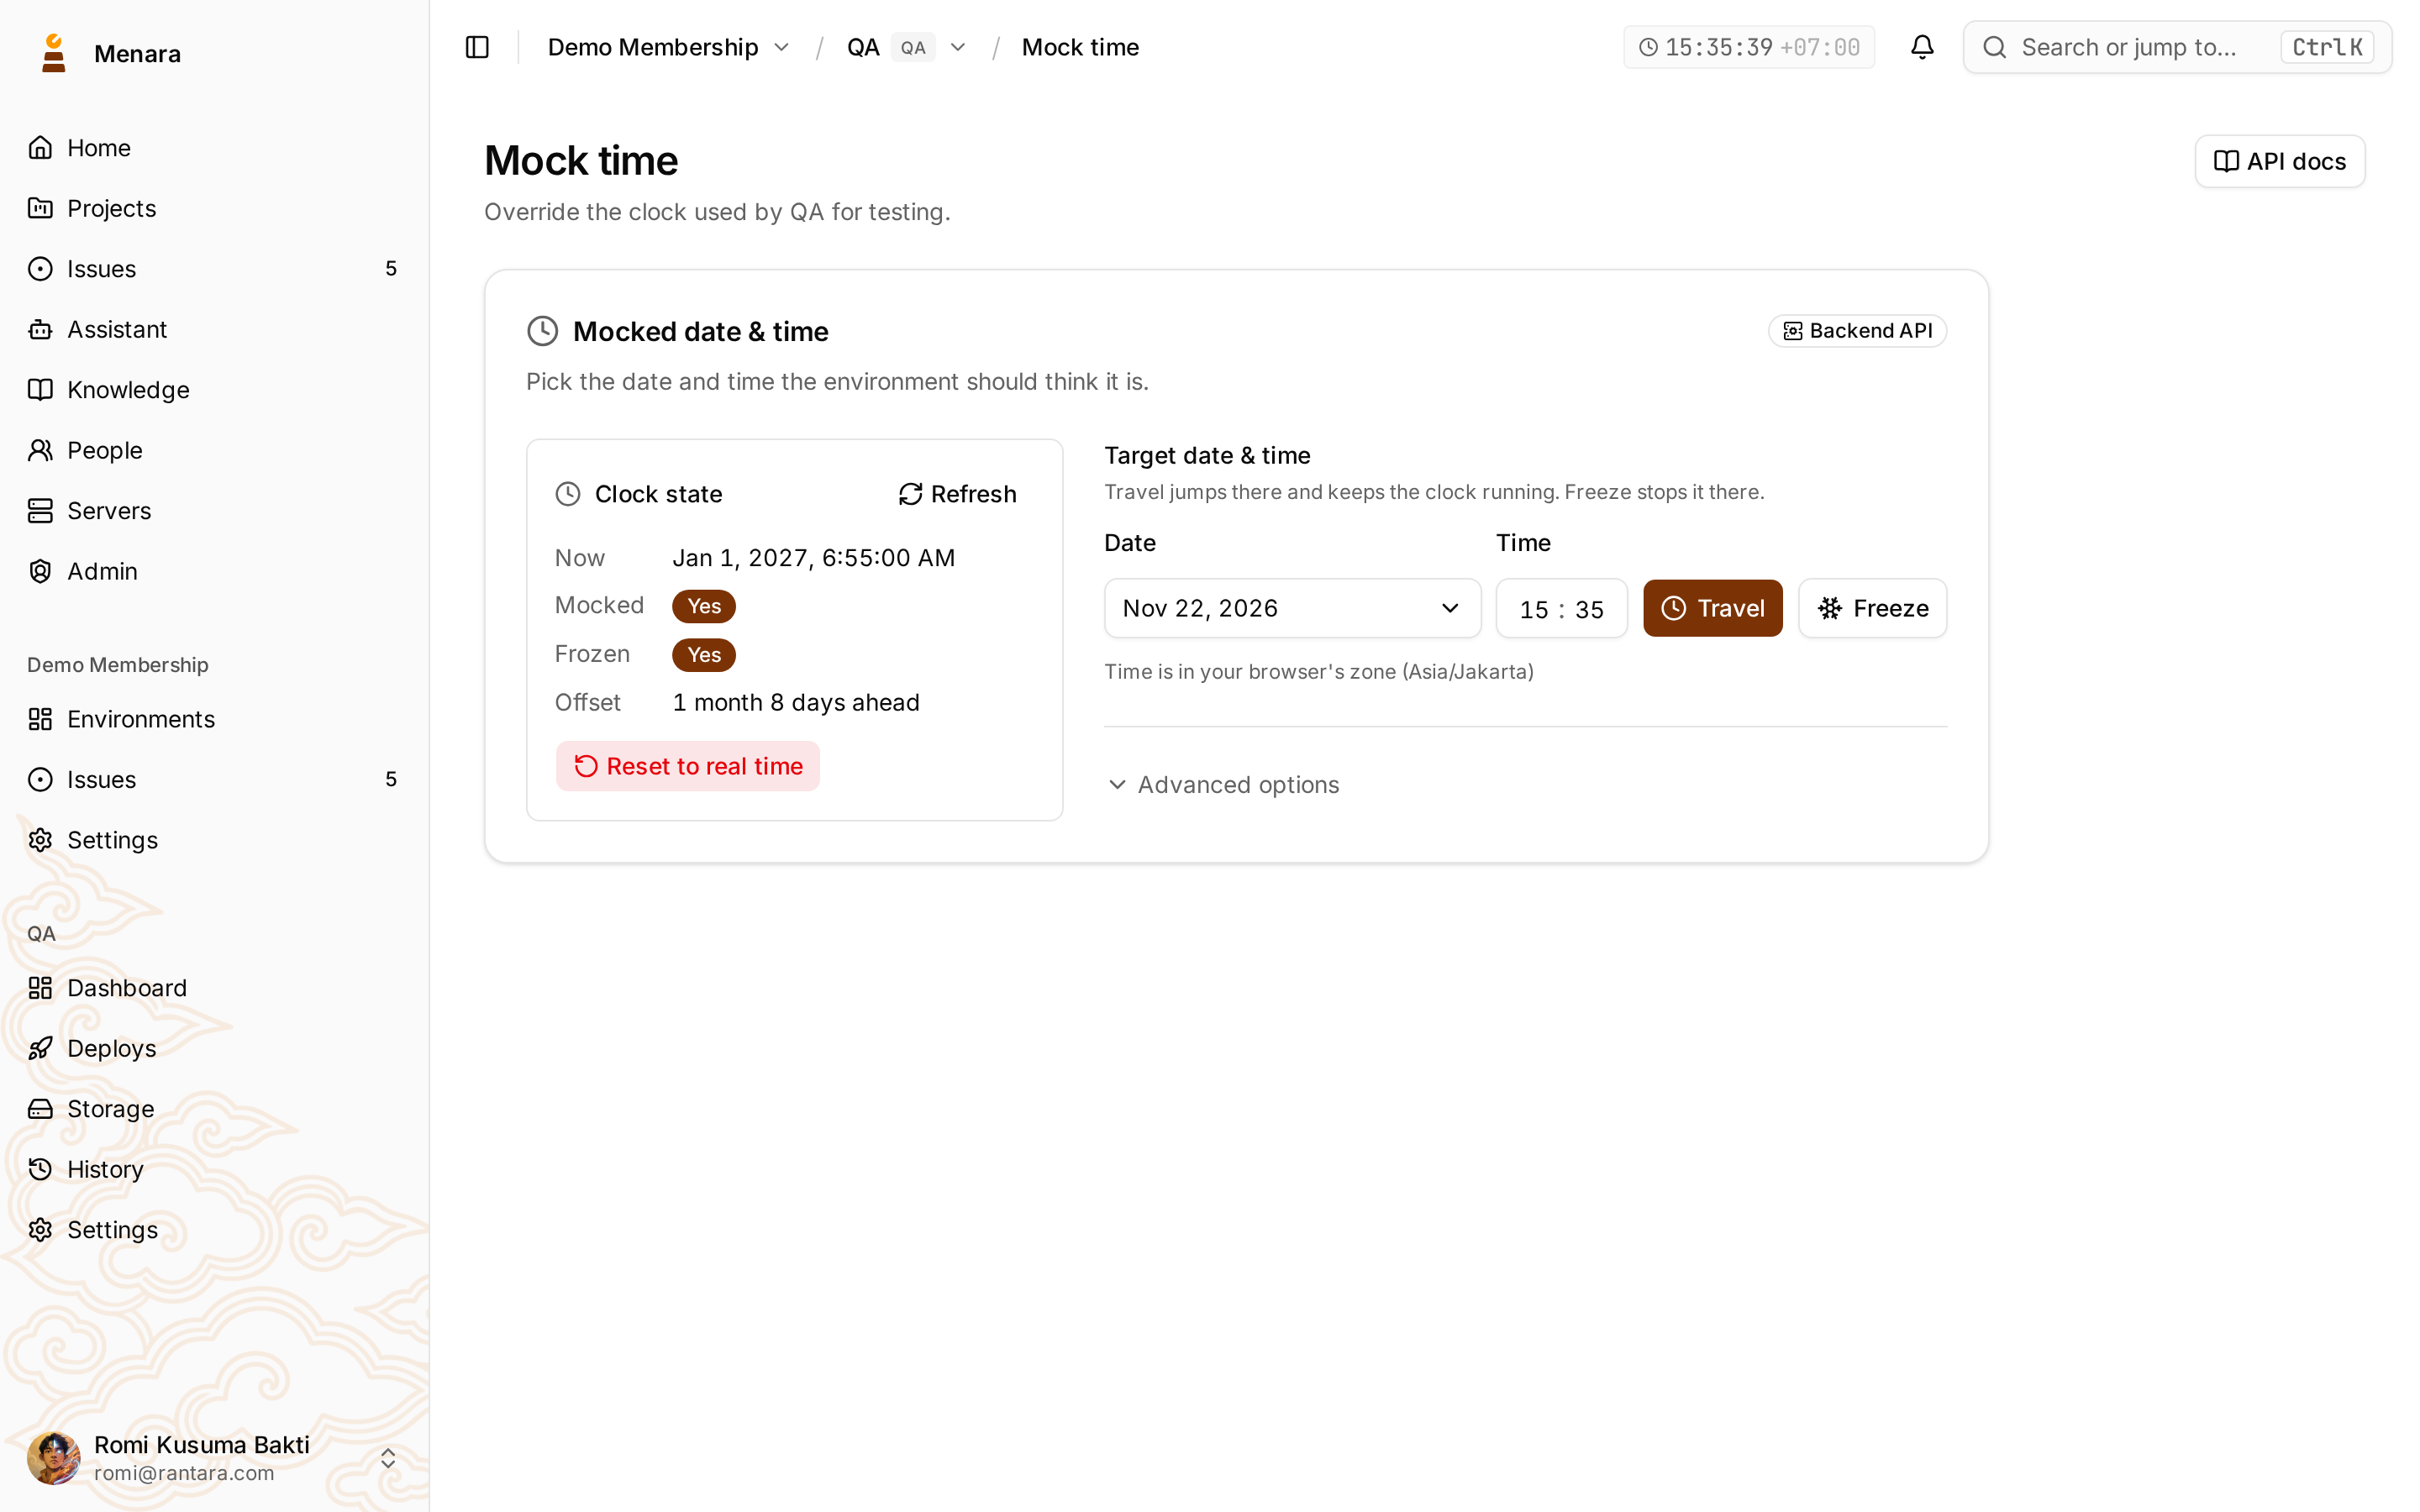 Menara
Home
Projects
Issues 5
Assistant
Knowledge
People
Servers
Admin
Demo Membership
Environments
Issues 5
Settings
QA
Dashboard
Deploys
Storage
History
Settings
Romi Kusuma Bakti
romi@rantara.com
Demo Membership / QA QA / Mock time
15:35:39 +07:00
Search or jump to... Ctrl K
Mock time
API docs
Override the clock used by QA for testing.
Mocked date & time
Backend API
Pick the date and time the environment should think it is.
Clock state
Refresh
Now Jan 1, 2027, 6:55:00 AM
Mocked Yes
Frozen Yes
Offset 1 month 8 days ahead
Reset to real time
Target date & time
Travel jumps there and keeps the clock running. Freeze stops it there.
Date Time
Nov 22, 2026 15 : 35 Travel Freeze
Time is in your browser's zone (Asia/Jakarta)
Advanced options